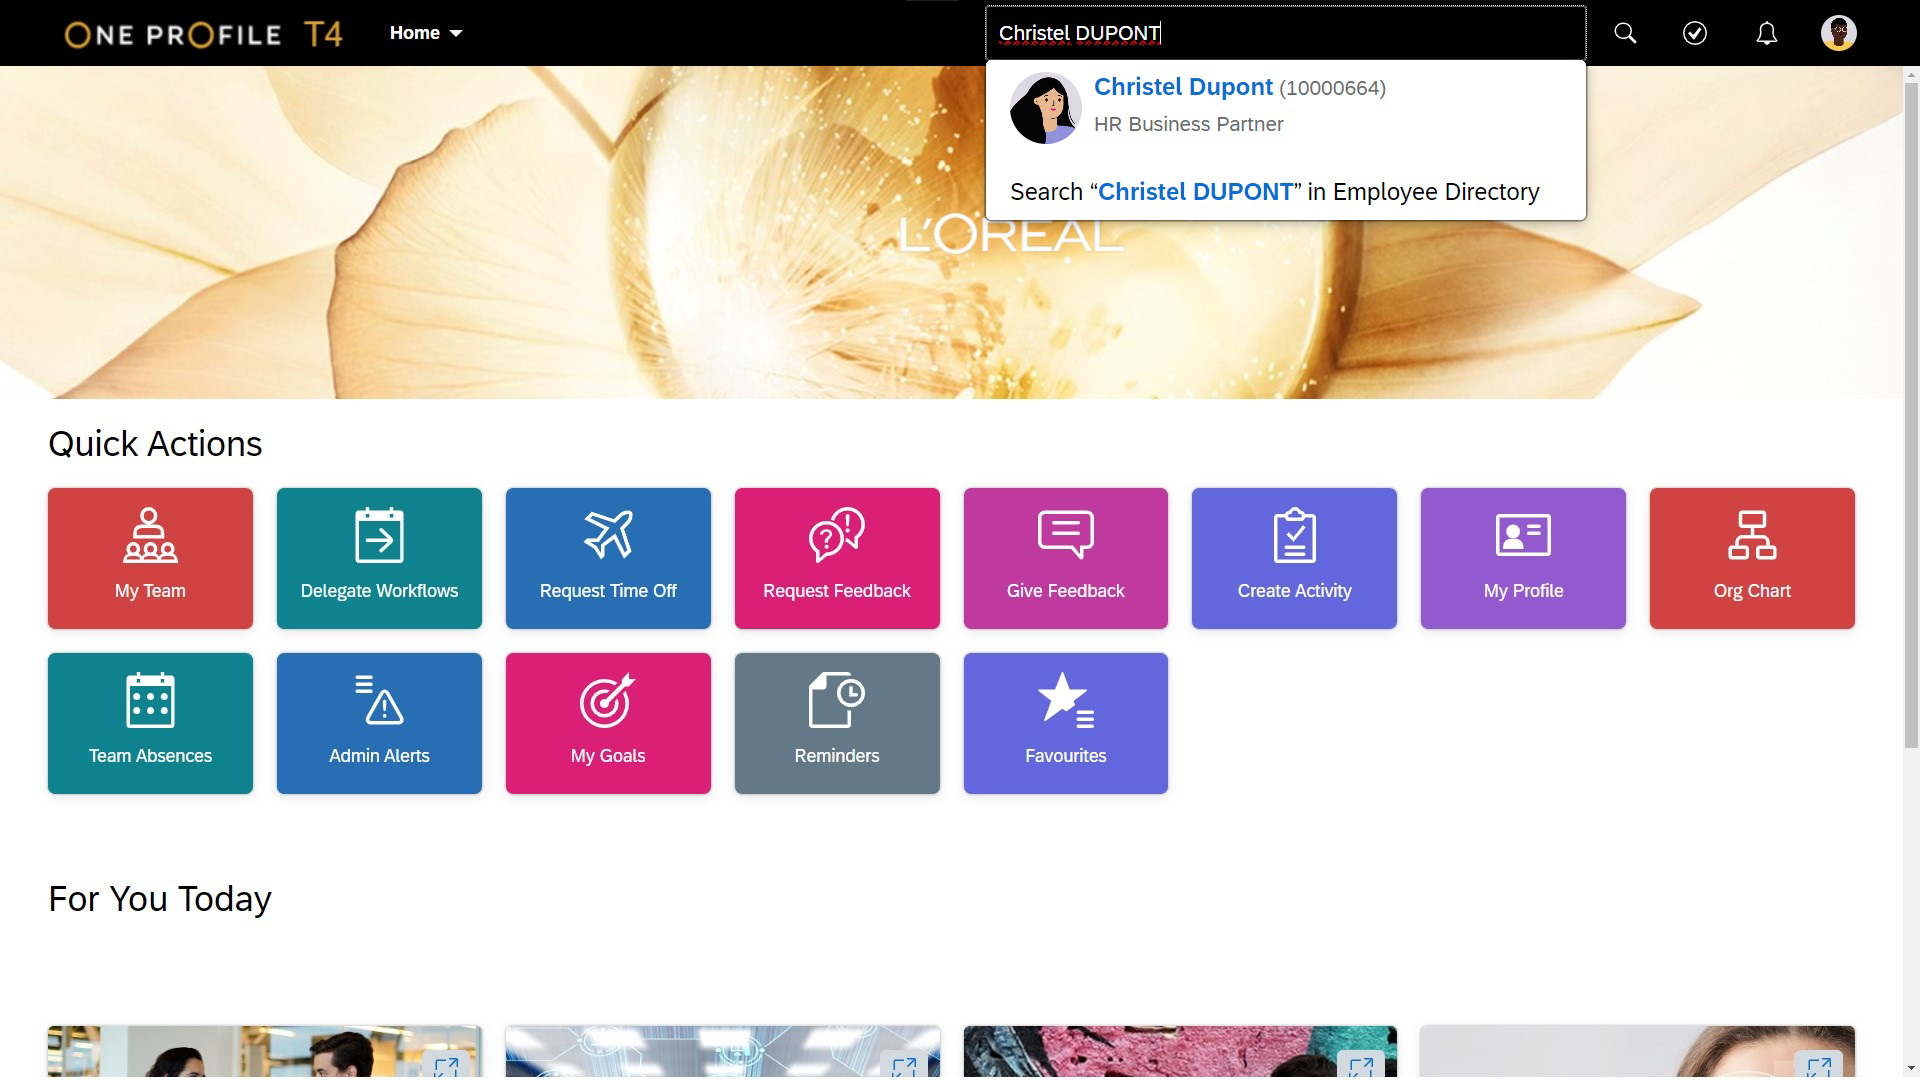 ONE PROFILE T4
Home
Christel DUPONT
Christel Dupont (10000664)
HR Business Partner
Search “Christel DUPONT” in Employee Directory
L'ORÉAL
Quick Actions
My Team
Delegate Workflows
Request Time Off
Request Feedback
Give Feedback
Create Activity
My Profile
Org Chart
Team Absences
Admin Alerts
My Goals
Reminders
Favourites
For You Today